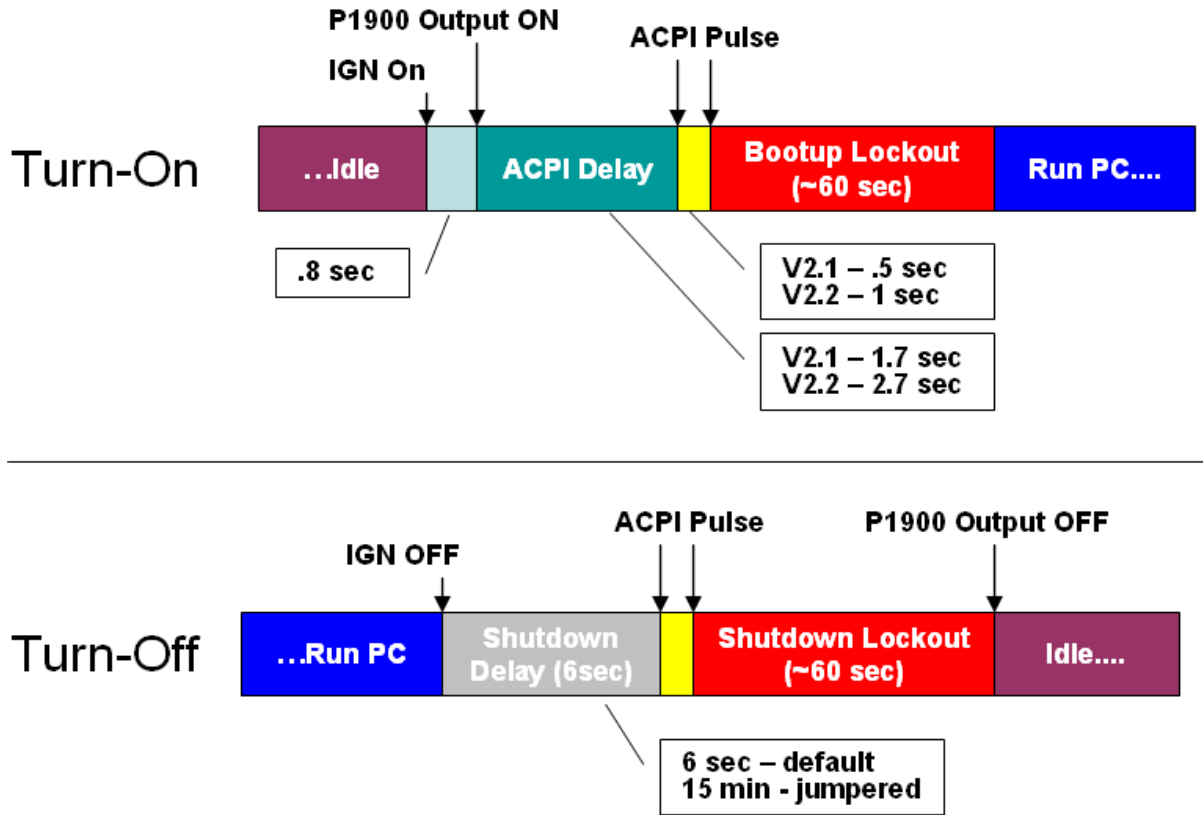 P1900 Output ON
ACPI Pulse
IGN On
Turn-On
...Idle
ACPI Delay
Bootup Lockout
(~60 sec)
Run PC....
.8 sec
V2.1 – .5 sec
V2.2 – 1 sec
V2.1 – 1.7 sec
V2.2 – 2.7 sec
ACPI Pulse
P1900 Output OFF
IGN OFF
Turn-Off
...Run PC
Shutdown
Delay (6sec)
Shutdown Lockout
(~60 sec)
Idle....
6 sec – default
15 min - jumpered